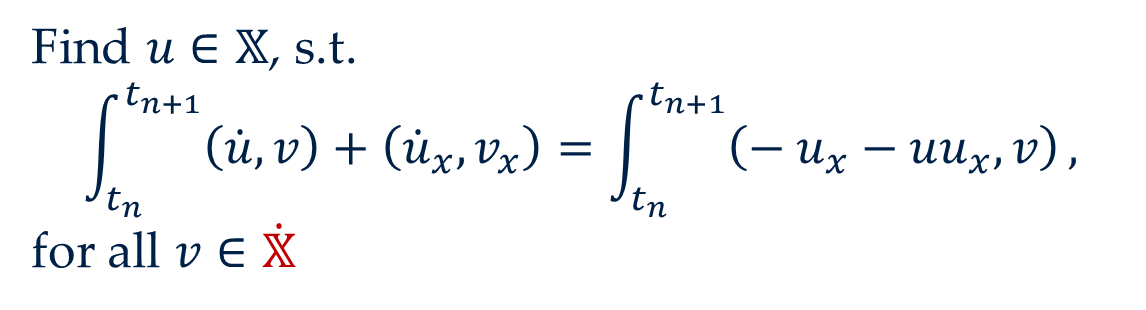 Find 𝑢 ∈ 𝕏, s.t.
∫_{t_n}^{t_{n+1}} (u̇, v) + (u̇_x, v_x) = ∫_{t_n}^{t_{n+1}} (− u_x − uu_x, v) ,
for all v ∈ 𝕏̇